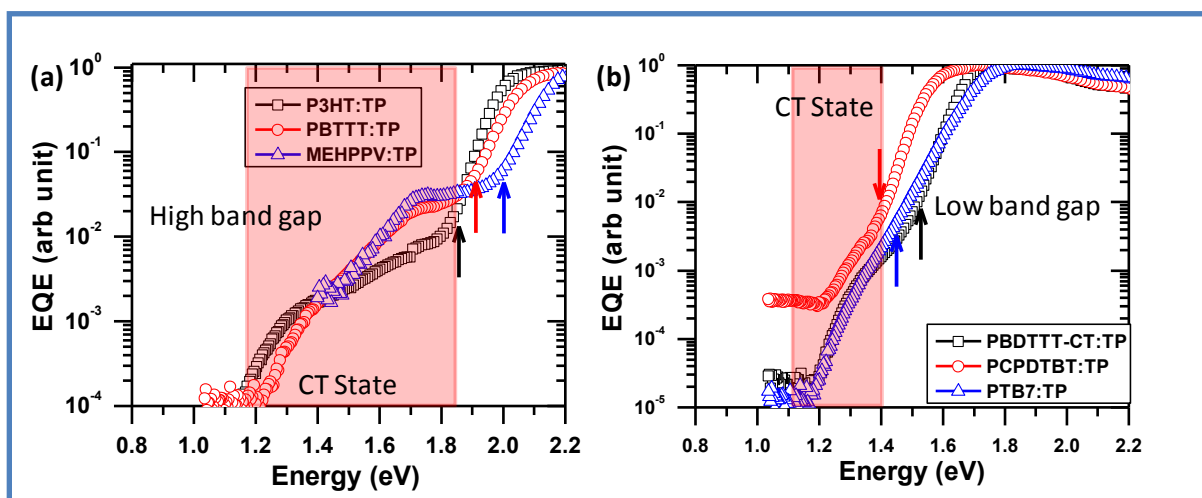 (a)
P3HT:TP
PBTTT:TP
MEHPPV:TP
High band gap
CT State
EQE (arb unit)
10^0
10^-1
10^-2
10^-3
10^-4
0.8 1.0 1.2 1.4 1.6 1.8 2.0 2.2
Energy (eV)
(b)
CT State
Low band gap
PBDTTT-CT:TP
PCPDTBT:TP
PTB7:TP
EQE (arb unit)
10^0
10^-1
10^-2
10^-3
10^-4
10^-5
0.8 1.0 1.2 1.4 1.6 1.8 2.0 2.2
Energy (eV)